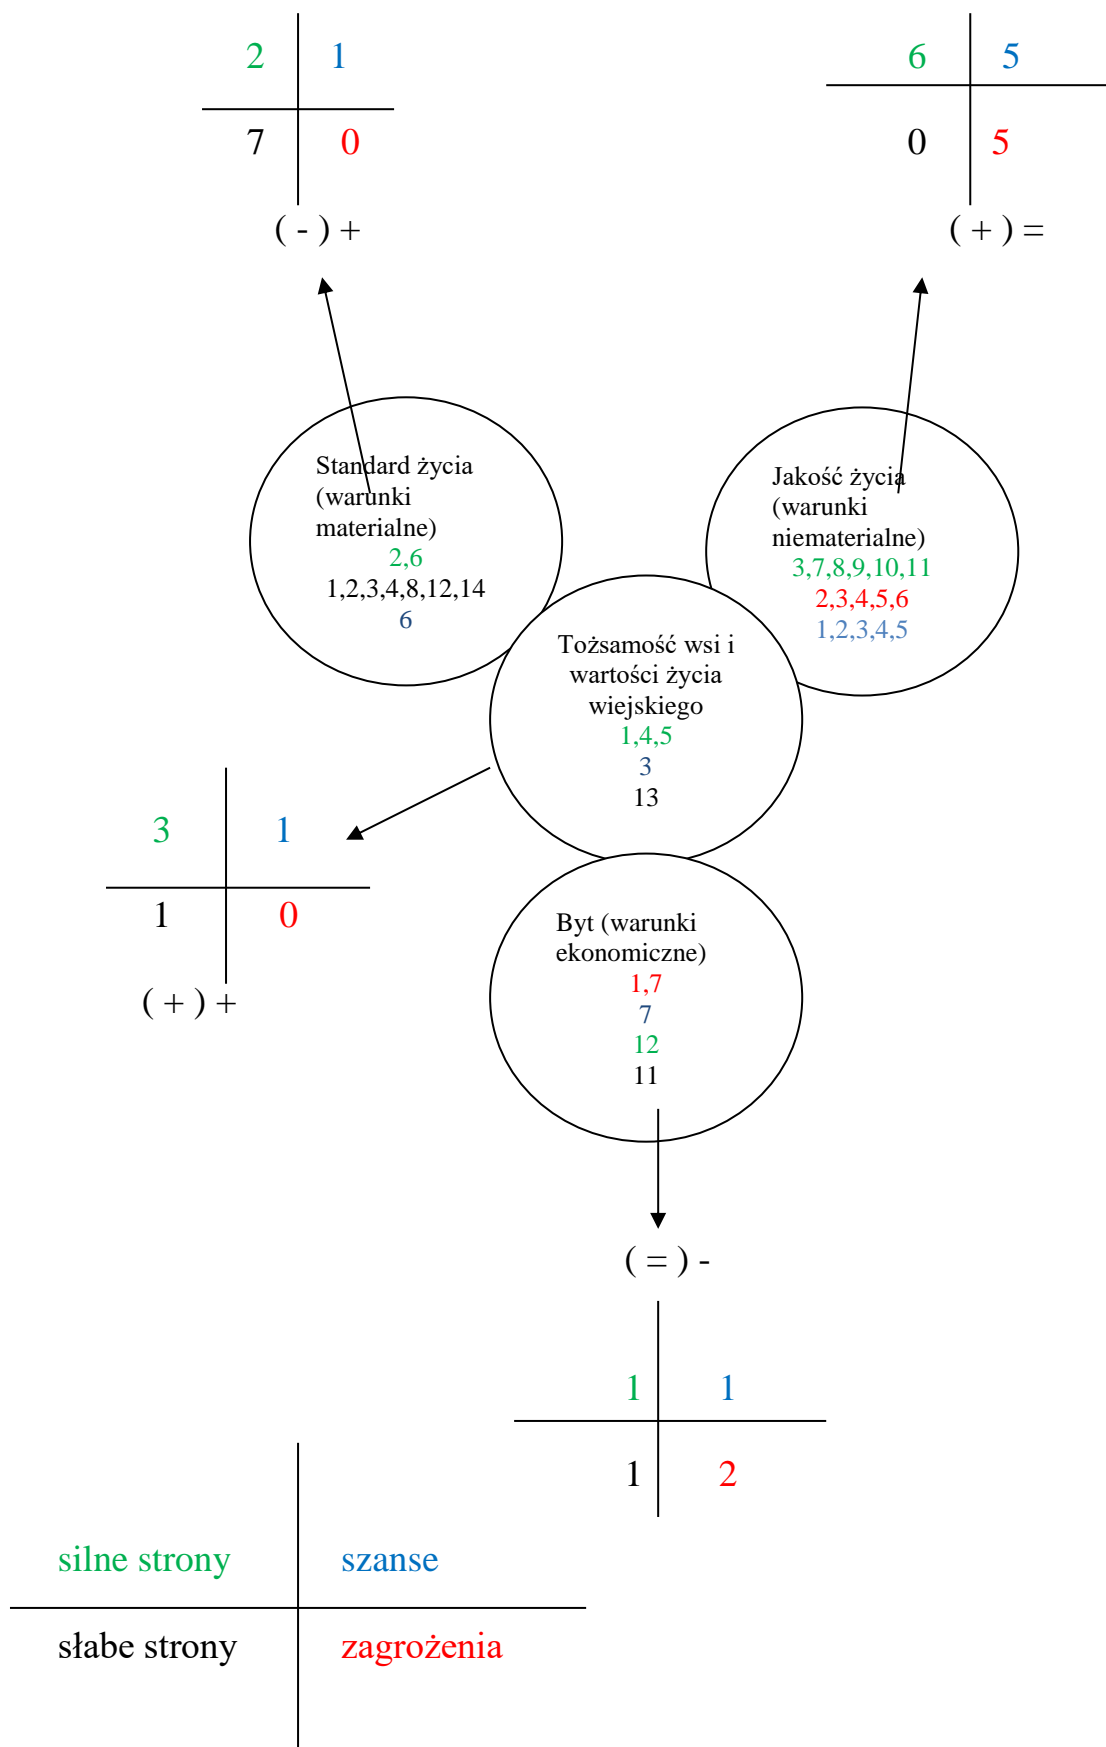 2 1
7 0
( - ) +
6 5
0 5
( + ) =
Standard życia
(warunki
materialne)
2,6
1,2,3,4,8,12,14
6
Jakość życia
(warunki
niematerialne)
3,7,8,9,10,11
2,3,4,5,6
1,2,3,4,5
Tożsamość wsi i
wartości życia
wiejskiego
1,4,5
3
13
3 1
1 0
( + ) +
Byt (warunki
ekonomiczne)
1,7
7
12
11
( = ) -
1 1
1 2
silne strony szanse
słabe strony zagrożenia